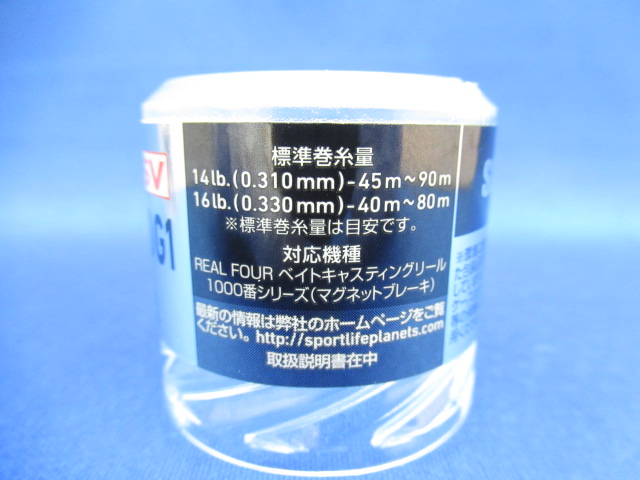 SV
G1
標準巻糸量
14lb.(0.310mm)-45m~90m
16lb.(0.330mm)-40m~80m
※標準巻糸量は目安です。
対応機種
REAL FOUR ベイトキャスティングリール
1000番シリーズ(マグネットブレーキ)
最新の情報は弊社のホームページをご覧
ください。http://sportlifeplanets.com
取扱説明書在中